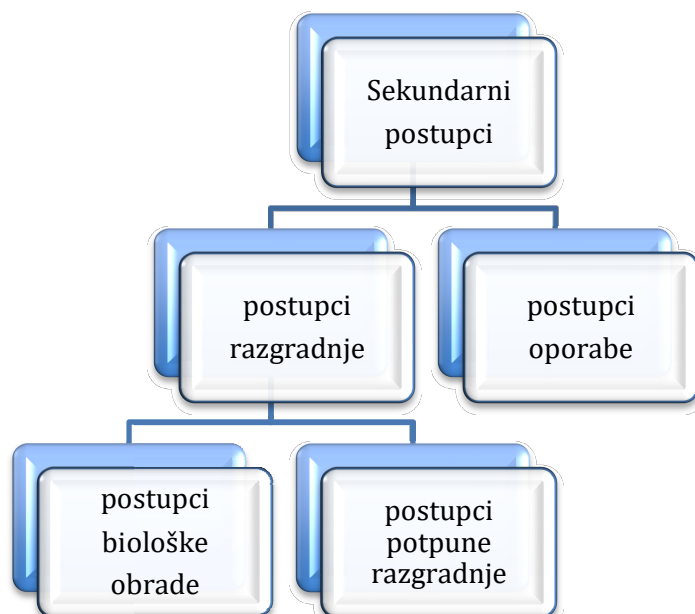 Sekundarni
postupci
postupci
razgradnje
postupci
oporabe
postupci
biološke
obrade
postupci
potpune
razgradnje